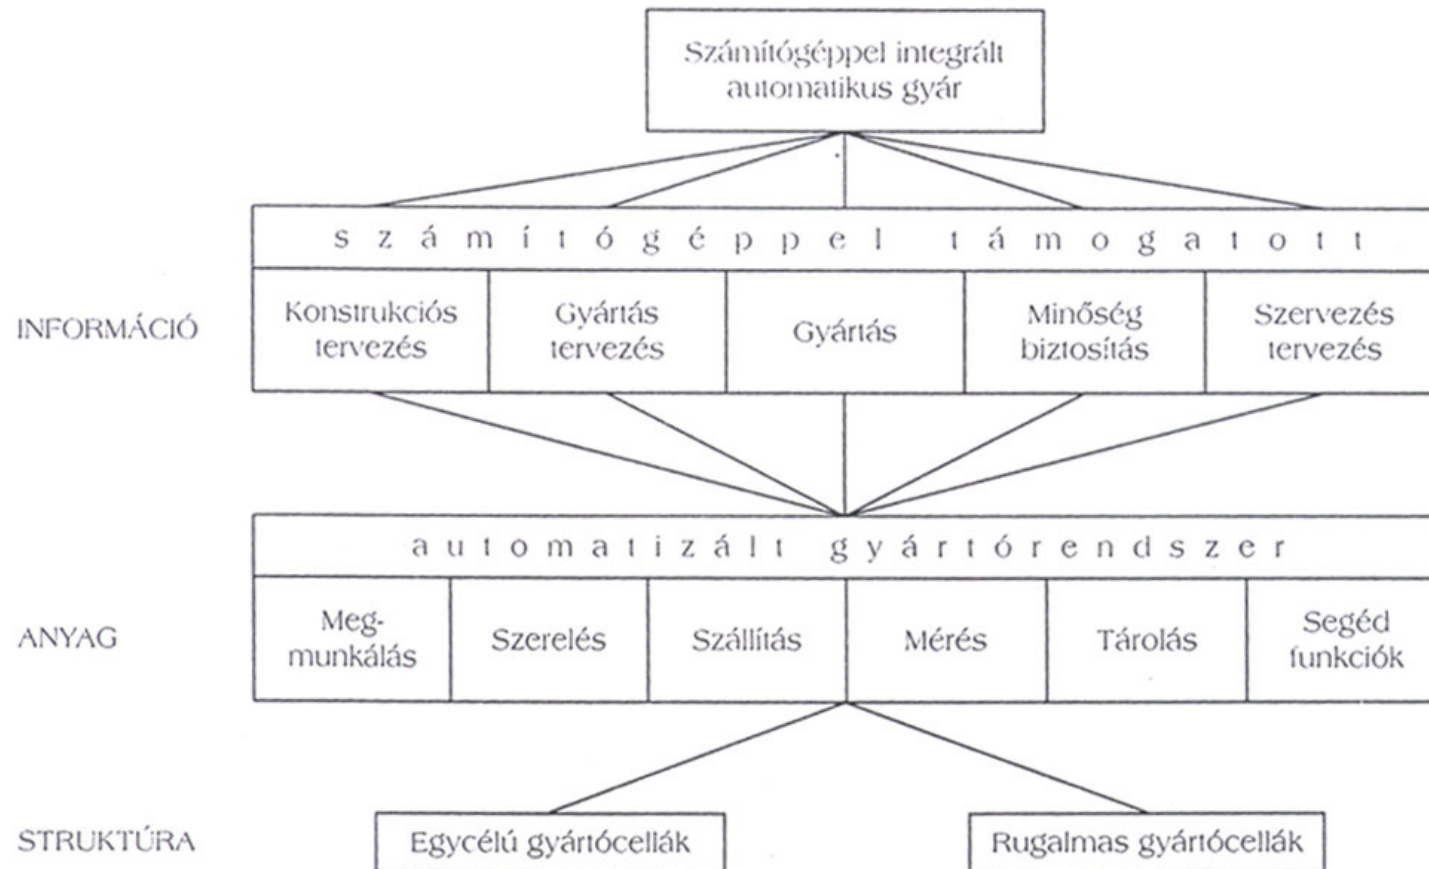 Számítógéppel integrált
automatikus gyár
számítógéppel támogatott
INFORMÁCIÓ
Konstrukciós
tervezés
Gyártás
tervezés
Gyártás
Minőség
biztosítás
Szervezés
tervezés
automatizált gyártórendszer
ANYAG
Meg-
munkálás
Szerelés
Szállítás
Mérés
Tárolás
Segéd
funkciók
STRUKTÚRA
Egycélú gyártócellák
Rugalmas gyártócellák